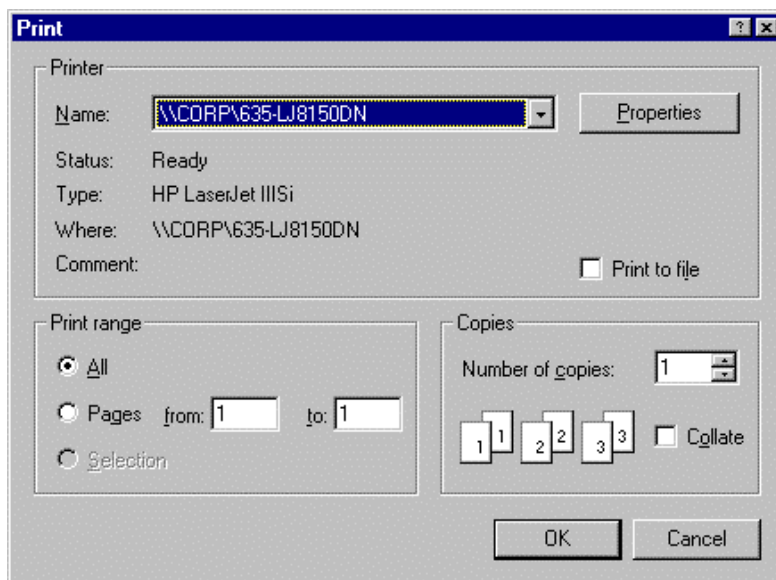 Print
Printer
Name: \\CORP\635-LJ8150DN Properties
Status: Ready
Type: HP LaserJet IIISi
Where: \\CORP\635-LJ8150DN
Comment: Print to file
Print range
All
Pages from: 1 to: 1
Selection
Copies
Number of copies: 1
1 1 2 2 3 3 Collate
OK Cancel